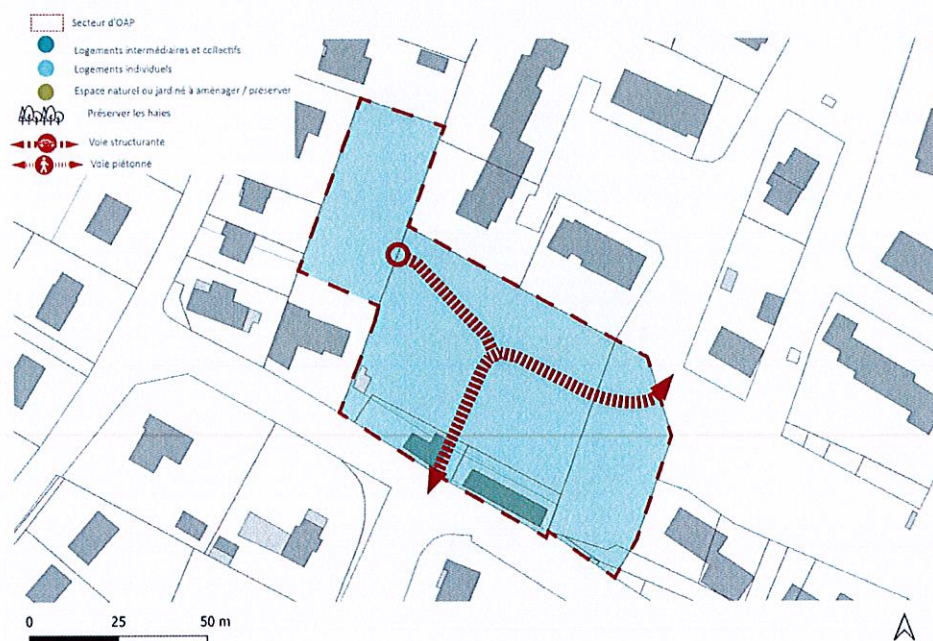 Secteur d'OAP
Logements intermédiaires et collectifs
Logements individuels
Espace naturel ou jardiné à aménager / préserver
Préserver les haies
Voie structurante
Voie piétonne
0 25 50 m